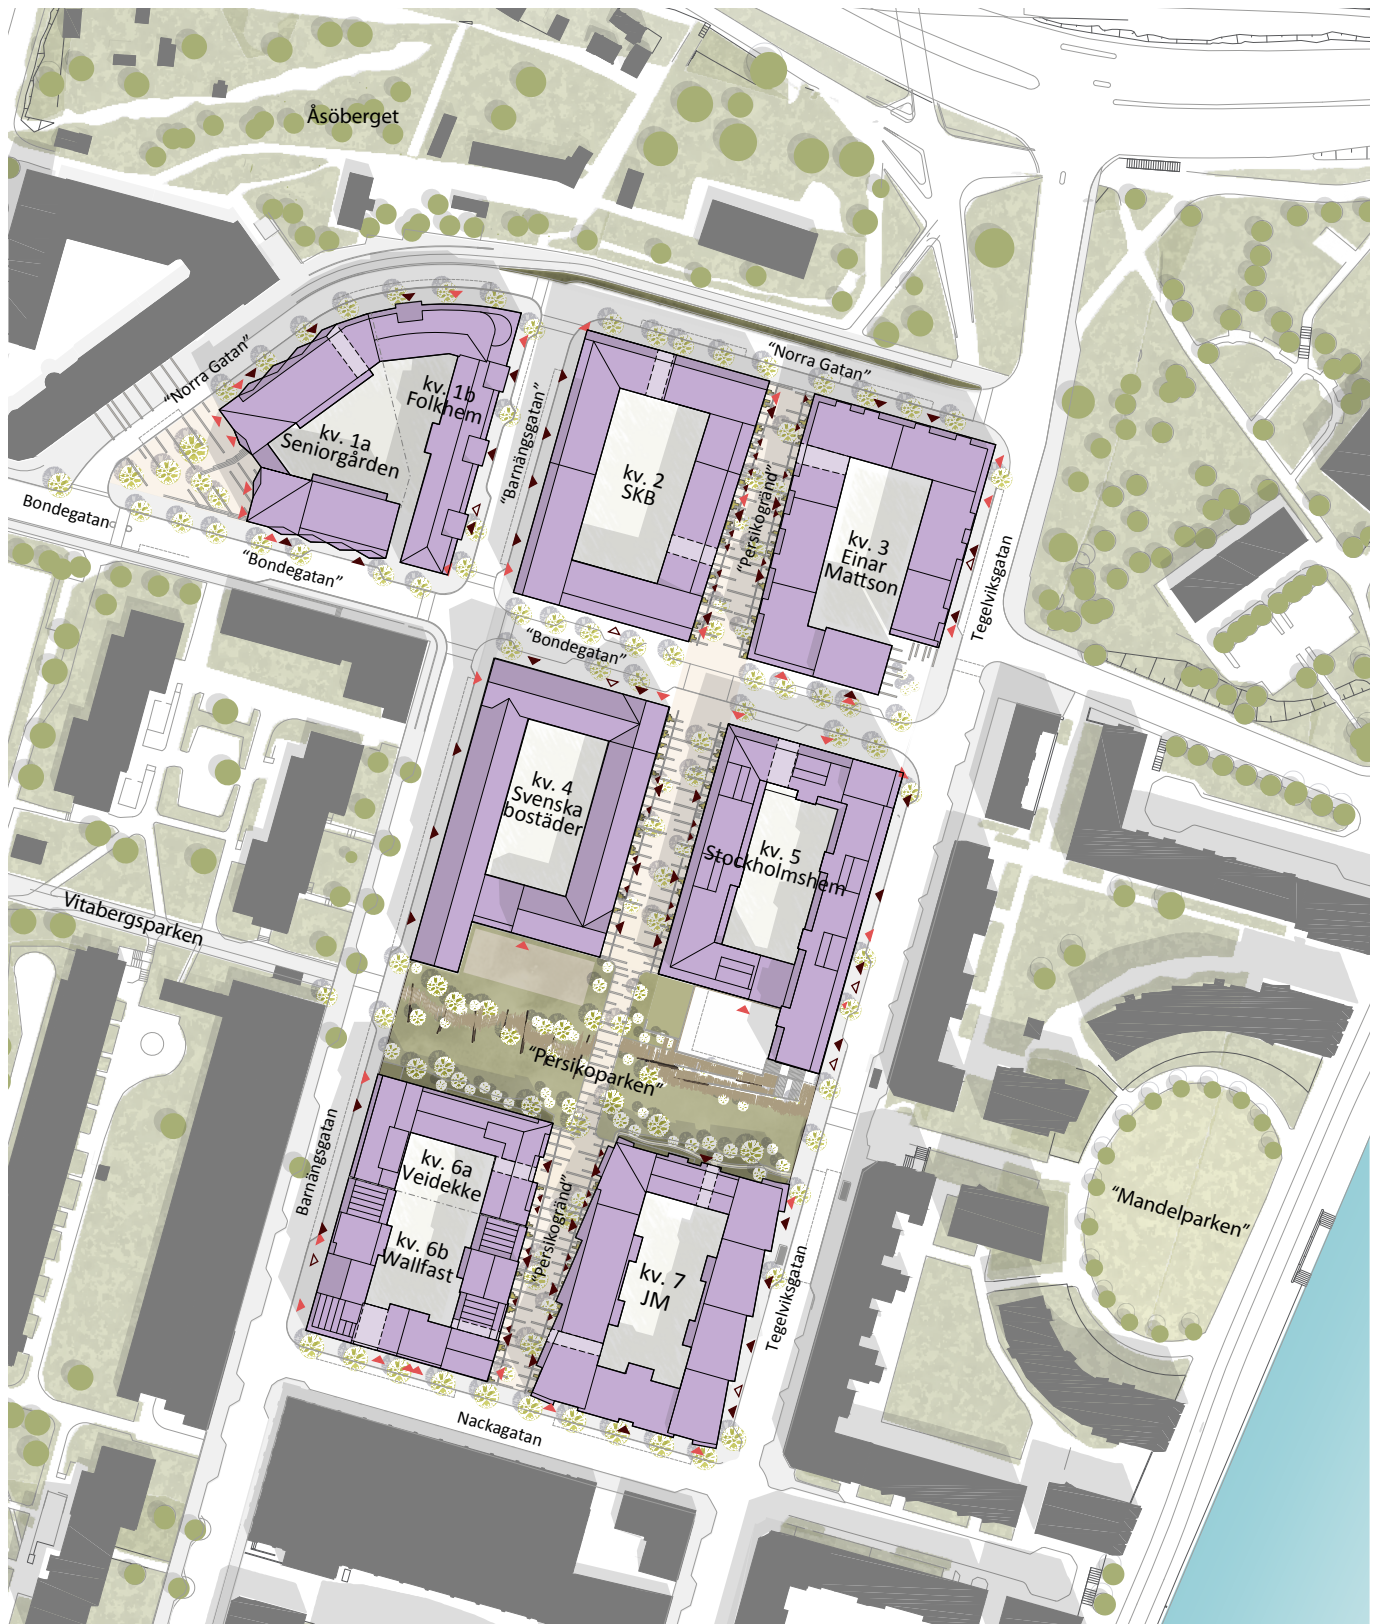 Åsöberget
"Norra Gatan"
"Norra Gatan"
kv. 1b
Folkhem
kv. 1a
Seniorgården
"Barnängsgatan"
kv. 2
SKB
"Persikogränd"
kv. 3
Einar
Mattson
Bondegatan
"Bondegatan"
Tegelviksgatan
"Bondegatan"
kv. 4
Svenska
bostäder
kv. 5
Stockholmshem
Vitabergsparken
"Persikoparken"
Barnängsgatan
kv. 6a
Veidekke
kv. 6b
Wallfast
"Persikogränd"
kv. 7
JM
"Mandelparken"
Tegelviksgatan
Nackagatan